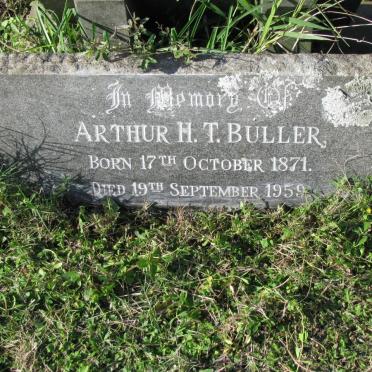 In Memory Of
ARTHUR H. T. BULLER,
BORN 17TH OCTOBER 1871.
DIED 19TH SEPTEMBER 1959.